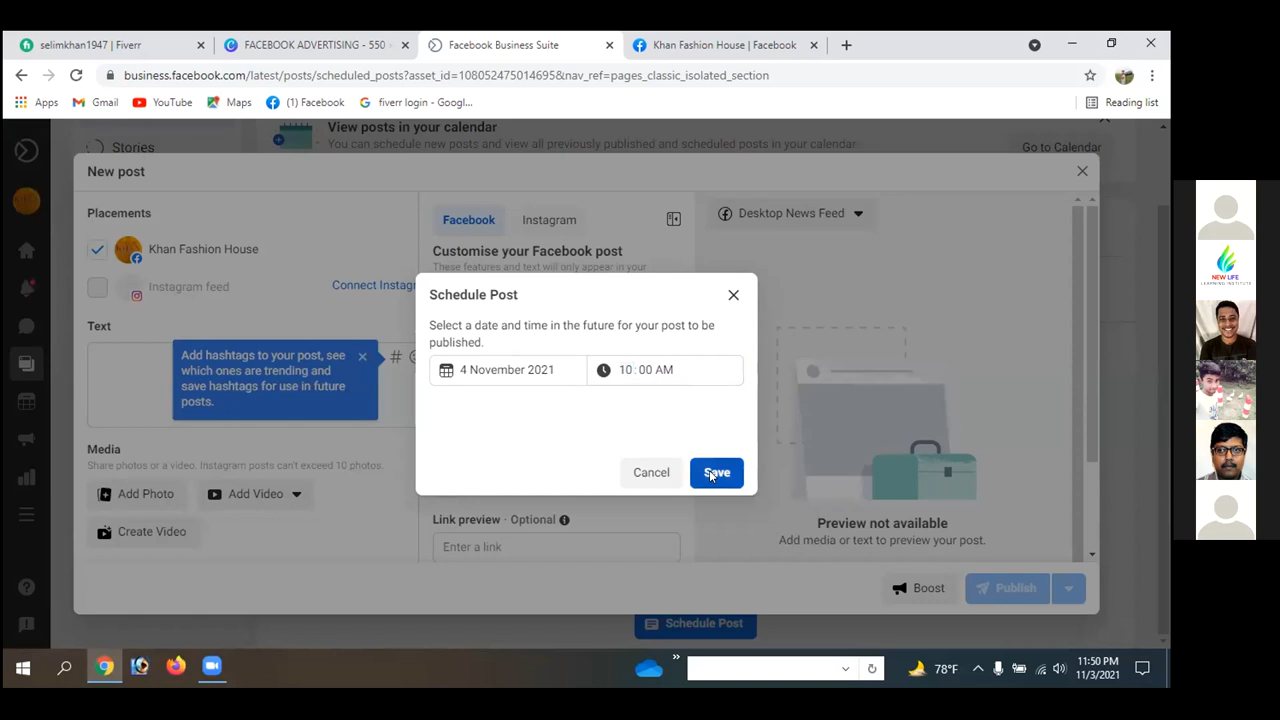 selimkhan1947 | Fiverr
FACEBOOK ADVERTISING - 550
Facebook Business Suite
Khan Fashion House | Facebook
business.facebook.com/latest/posts/scheduled_posts?asset_id=108052475014695&nav_ref=pages_classic_isolated_section
Apps
Gmail
YouTube
Maps
(1) Facebook
fiverr login - Googl...
Reading list
View posts in your calendar
Stories
You can schedule new posts and view all previously published and scheduled posts in your calendar
Go to Calendar
New post
Placements
Khan Fashion House
Instagram feed
Connect Instag
Text
Add hashtags to your post, see
which ones are trending and
save hashtags for use in future
posts.
Media
Share photos or a video. Instagram posts can't exceed 10 photos.
Add Photo
Add Video
Create Video
Facebook
Instagram
Customise your Facebook post
These features and text will only appear in your
Schedule Post
Select a date and time in the future for your post to be
published.
4 November 2021
10:00 AM
Cancel
Save
Link preview · Optional
Enter a link
Desktop News Feed
Preview not available
Add media or text to preview your post.
Boost
Publish
Schedule Post
NEW LIFE
LEARNING INSTITUTE
78°F
11:50 PM
11/3/2021